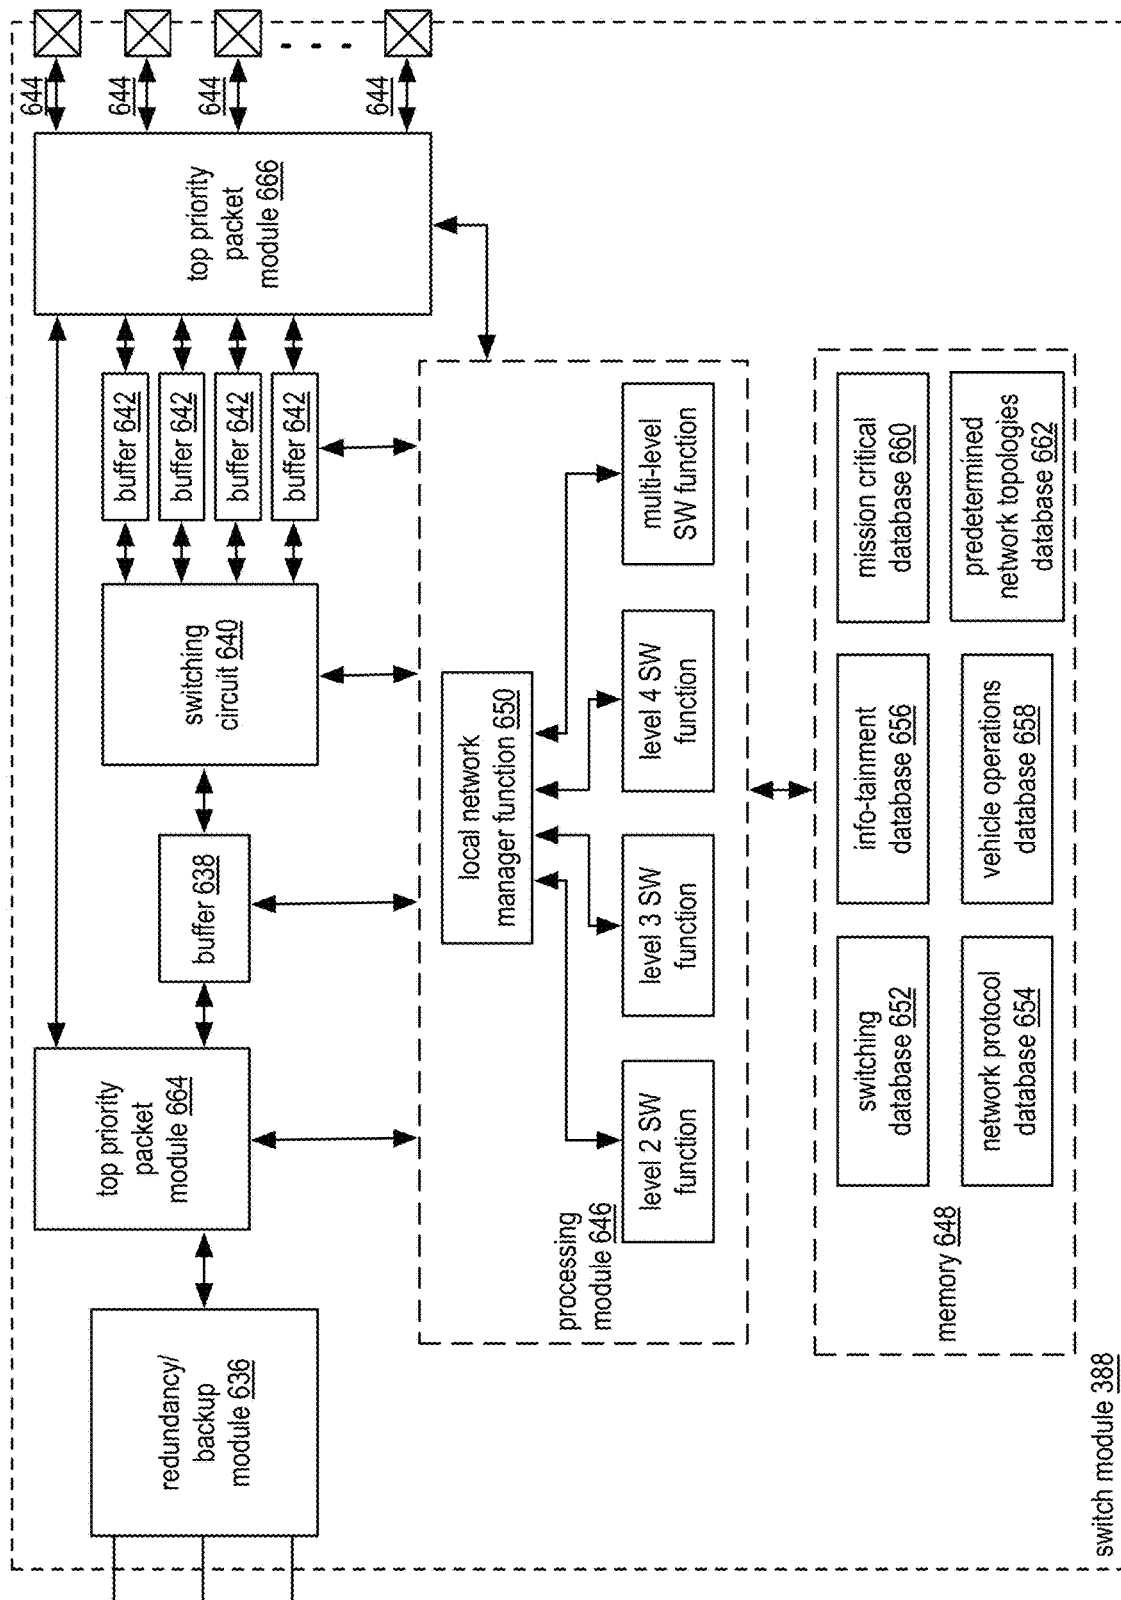 redundancy/
backup
module 636
top priority
packet
module 664
buffer 638
switching
circuit 640
buffer 642
buffer 642
buffer 642
buffer 642
top priority
packet
module 666
644
644
644
644
processing
module 646
local network
manager function 650
level 2 SW
function
level 3 SW
function
level 4 SW
function
multi-level
SW function
memory 648
switching
database 652
info-tainment
database 656
mission critical
database 660
network protocol
database 654
vehicle operations
database 658
predetermined
network topologies
database 662
switch module 388